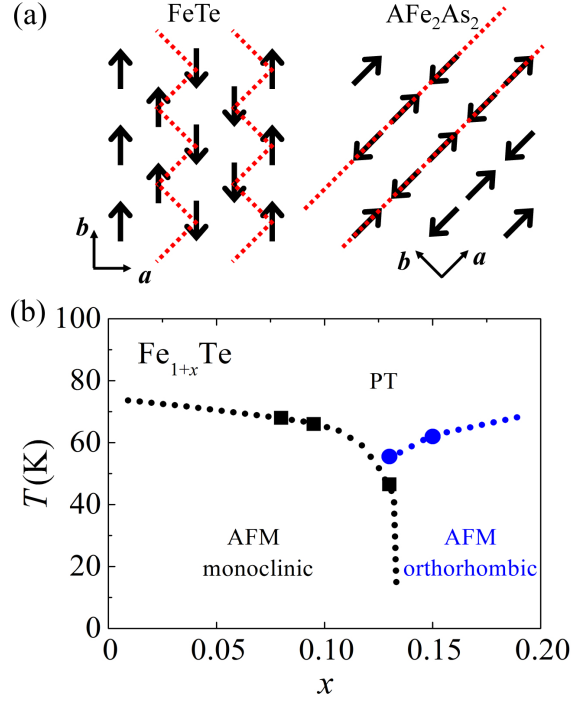 (a) FeTe AFe₂As₂
b a b a
(b)
100
80
60
40
20
0
T(K)
Fe₁₊ₓTe
PT
AFM
monoclinic
AFM
orthorhombic
0.00 0.05 0.10 0.15 0.20
x